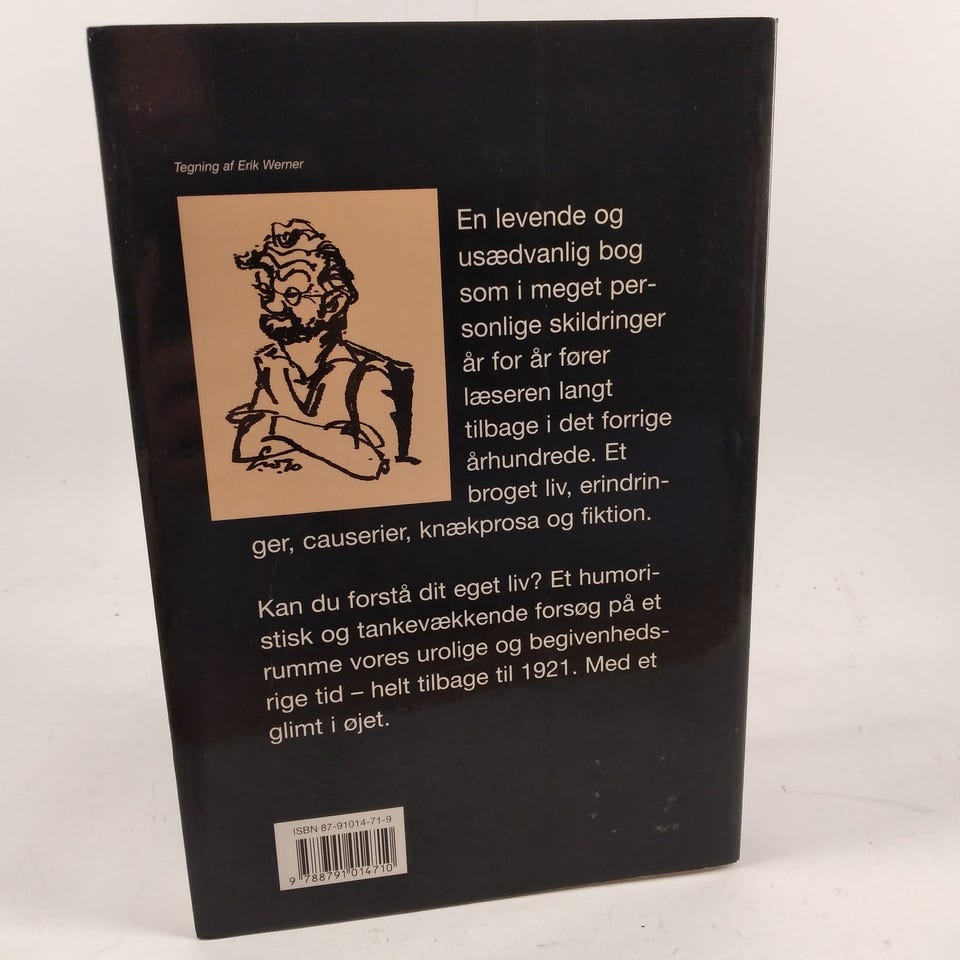 Tegning af Erik Werner
En levende og
usædvanlig bog
som i meget per-
sonlige skildringer
år for år fører
læseren langt
tilbage i det forrige
århundrede. Et
broget liv, erindrin-
ger, causerier, knækprosa og fiktion.
Kan du forstå dit eget liv? Et humori-
stisk og tankevækkende forsøg på et
rumme vores urolige og begivenheds-
rige tid – helt tilbage til 1921. Med et
glimt i øjet.
ISBN 87-91014-71-9
9 788791 014710